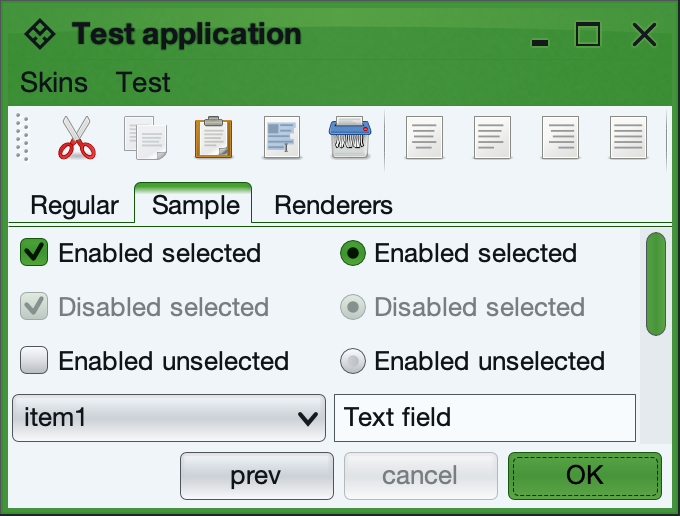 Test application
Skins Test
Regular Sample Renderers
Enabled selected Enabled selected
Disabled selected Disabled selected
Enabled unselected Enabled unselected
item1 Text field
prev cancel OK